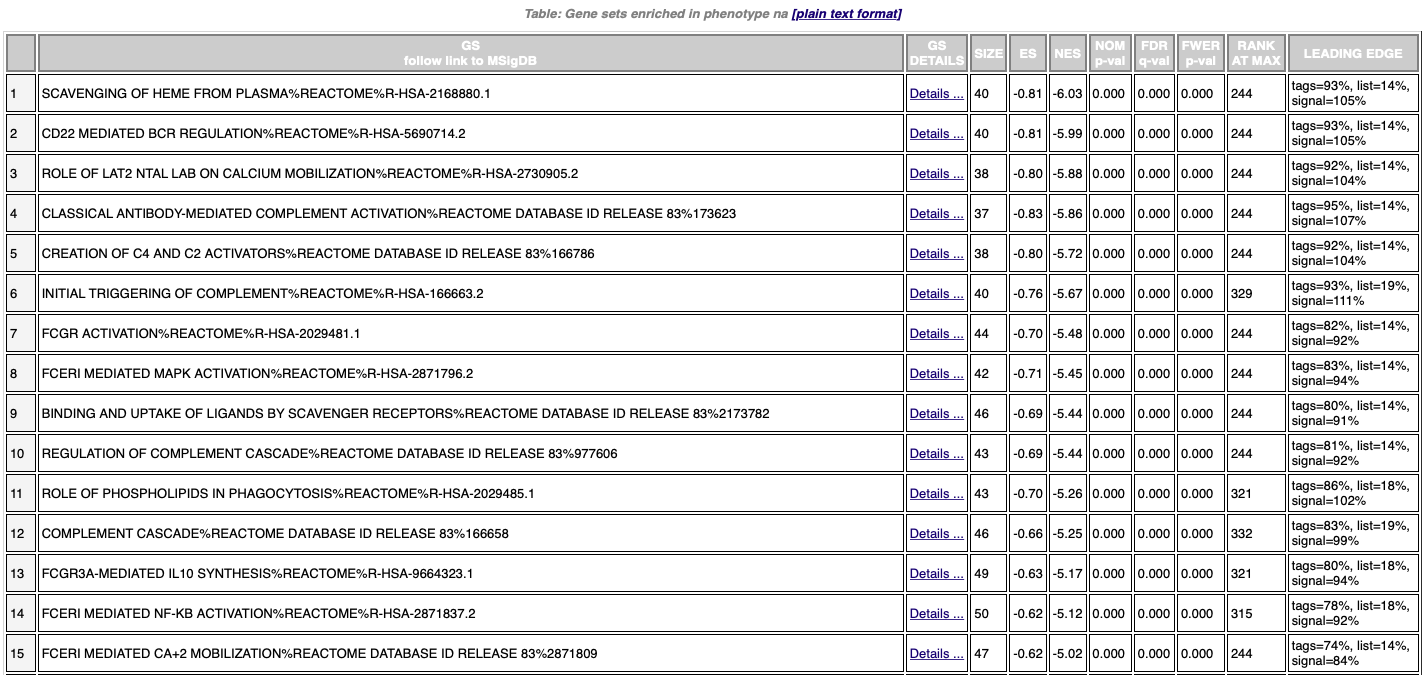 Table: Gene sets enriched in phenotype na [plain text format]
GS follow link to MSigDB GS DETAILS SIZE ES NES NOM p-val FDR q-val FWER p-val RANK AT MAX LEADING EDGE
1 SCAVENGING OF HEME FROM PLASMA%REACTOME%R-HSA-2168880.1 Details ... 40 -0.81 -6.03 0.000 0.000 0.000 244 tags=93%, list=14%, signal=105%
2 CD22 MEDIATED BCR REGULATION%REACTOME%R-HSA-5690714.2 Details ... 40 -0.81 -5.99 0.000 0.000 0.000 244 tags=93%, list=14%, signal=105%
3 ROLE OF LAT2 NTAL LAB ON CALCIUM MOBILIZATION%REACTOME%R-HSA-2730905.2 Details ... 38 -0.80 -5.88 0.000 0.000 0.000 244 tags=92%, list=14%, signal=104%
4 CLASSICAL ANTIBODY-MEDIATED COMPLEMENT ACTIVATION%REACTOME DATABASE ID RELEASE 83%173623 Details ... 37 -0.83 -5.86 0.000 0.000 0.000 244 tags=95%, list=14%, signal=107%
5 CREATION OF C4 AND C2 ACTIVATORS%REACTOME DATABASE ID RELEASE 83%166786 Details ... 38 -0.80 -5.72 0.000 0.000 0.000 244 tags=92%, list=14%, signal=104%
6 INITIAL TRIGGERING OF COMPLEMENT%REACTOME%R-HSA-166663.2 Details ... 40 -0.76 -5.67 0.000 0.000 0.000 329 tags=93%, list=19%, signal=111%
7 FCGR ACTIVATION%REACTOME%R-HSA-2029481.1 Details ... 44 -0.70 -5.48 0.000 0.000 0.000 244 tags=82%, list=14%, signal=92%
8 FCERI MEDIATED MAPK ACTIVATION%REACTOME%R-HSA-2871796.2 Details ... 42 -0.71 -5.45 0.000 0.000 0.000 244 tags=83%, list=14%, signal=94%
9 BINDING AND UPTAKE OF LIGANDS BY SCAVENGER RECEPTORS%REACTOME DATABASE ID RELEASE 83%2173782 Details ... 46 -0.69 -5.44 0.000 0.000 0.000 244 tags=80%, list=14%, signal=91%
10 REGULATION OF COMPLEMENT CASCADE%REACTOME DATABASE ID RELEASE 83%977606 Details ... 43 -0.69 -5.44 0.000 0.000 0.000 244 tags=81%, list=14%, signal=92%
11 ROLE OF PHOSPHOLIPIDS IN PHAGOCYTOSIS%REACTOME%R-HSA-2029485.1 Details ... 43 -0.70 -5.26 0.000 0.000 0.000 321 tags=86%, list=18%, signal=102%
12 COMPLEMENT CASCADE%REACTOME DATABASE ID RELEASE 83%166658 Details ... 46 -0.66 -5.25 0.000 0.000 0.000 332 tags=83%, list=19%, signal=99%
13 FCGR3A-MEDIATED IL10 SYNTHESIS%REACTOME%R-HSA-9664323.1 Details ... 49 -0.63 -5.17 0.000 0.000 0.000 321 tags=80%, list=18%, signal=94%
14 FCERI MEDIATED NF-KB ACTIVATION%REACTOME%R-HSA-2871837.2 Details ... 50 -0.62 -5.12 0.000 0.000 0.000 315 tags=78%, list=18%, signal=92%
15 FCERI MEDIATED CA+2 MOBILIZATION%REACTOME DATABASE ID RELEASE 83%2871809 Details ... 47 -0.62 -5.02 0.000 0.000 0.000 244 tags=74%, list=14%, signal=84%